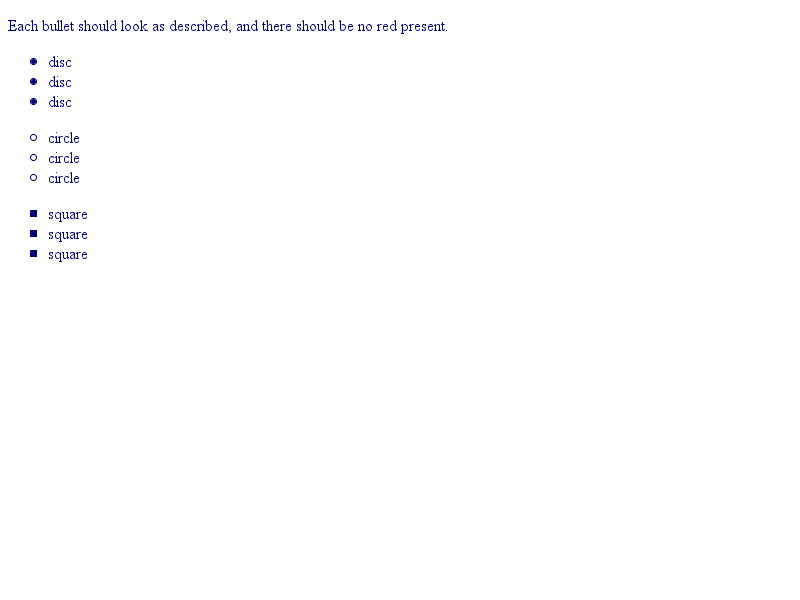 Each bullet should look as described, and there should be no red present.
disc
disc
disc
circle
circle
circle
square
square
square